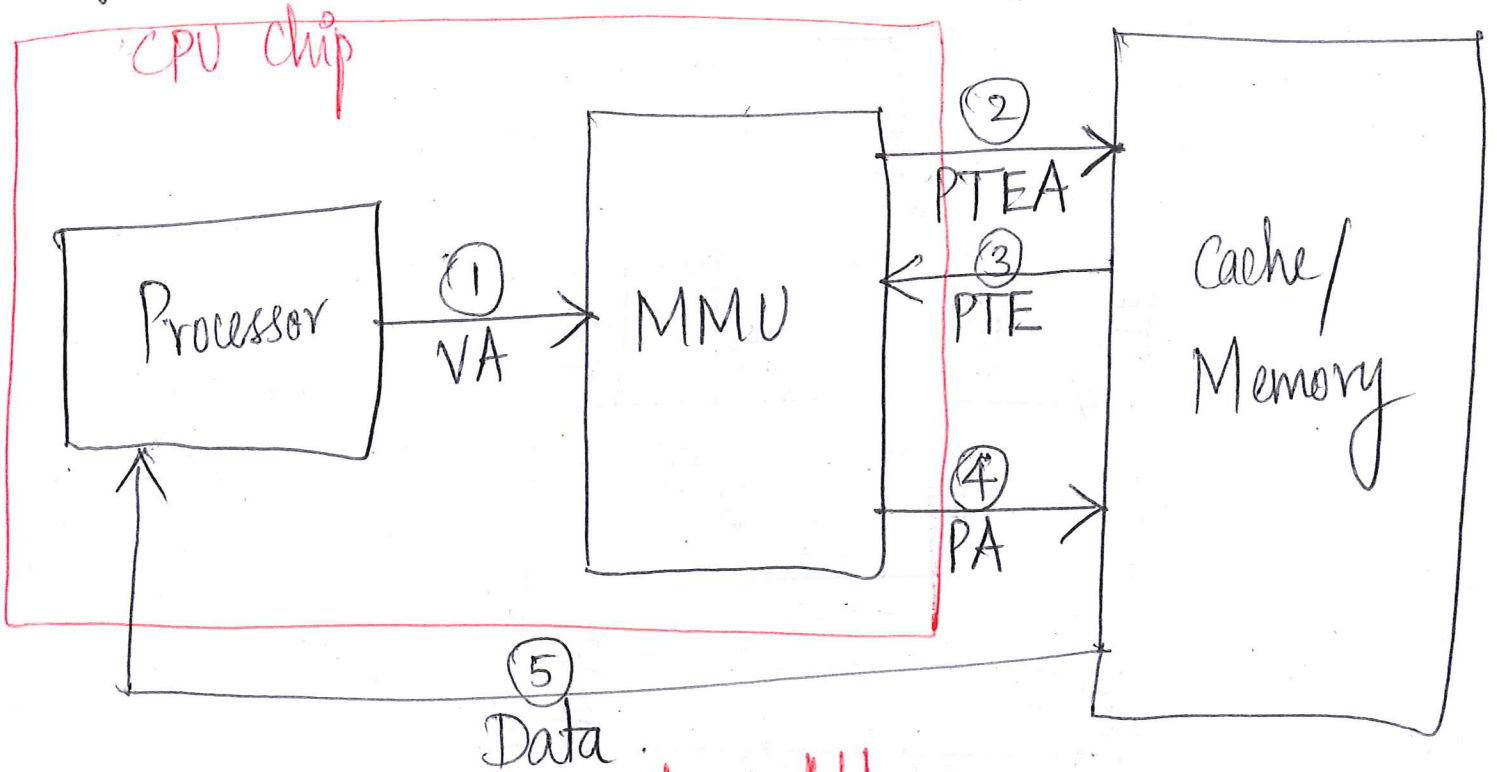 CPU Chip
2
PTEA
Processor
1
VA
MMU
3
PTE
Cache/
Memory
4
PA
5
Data.